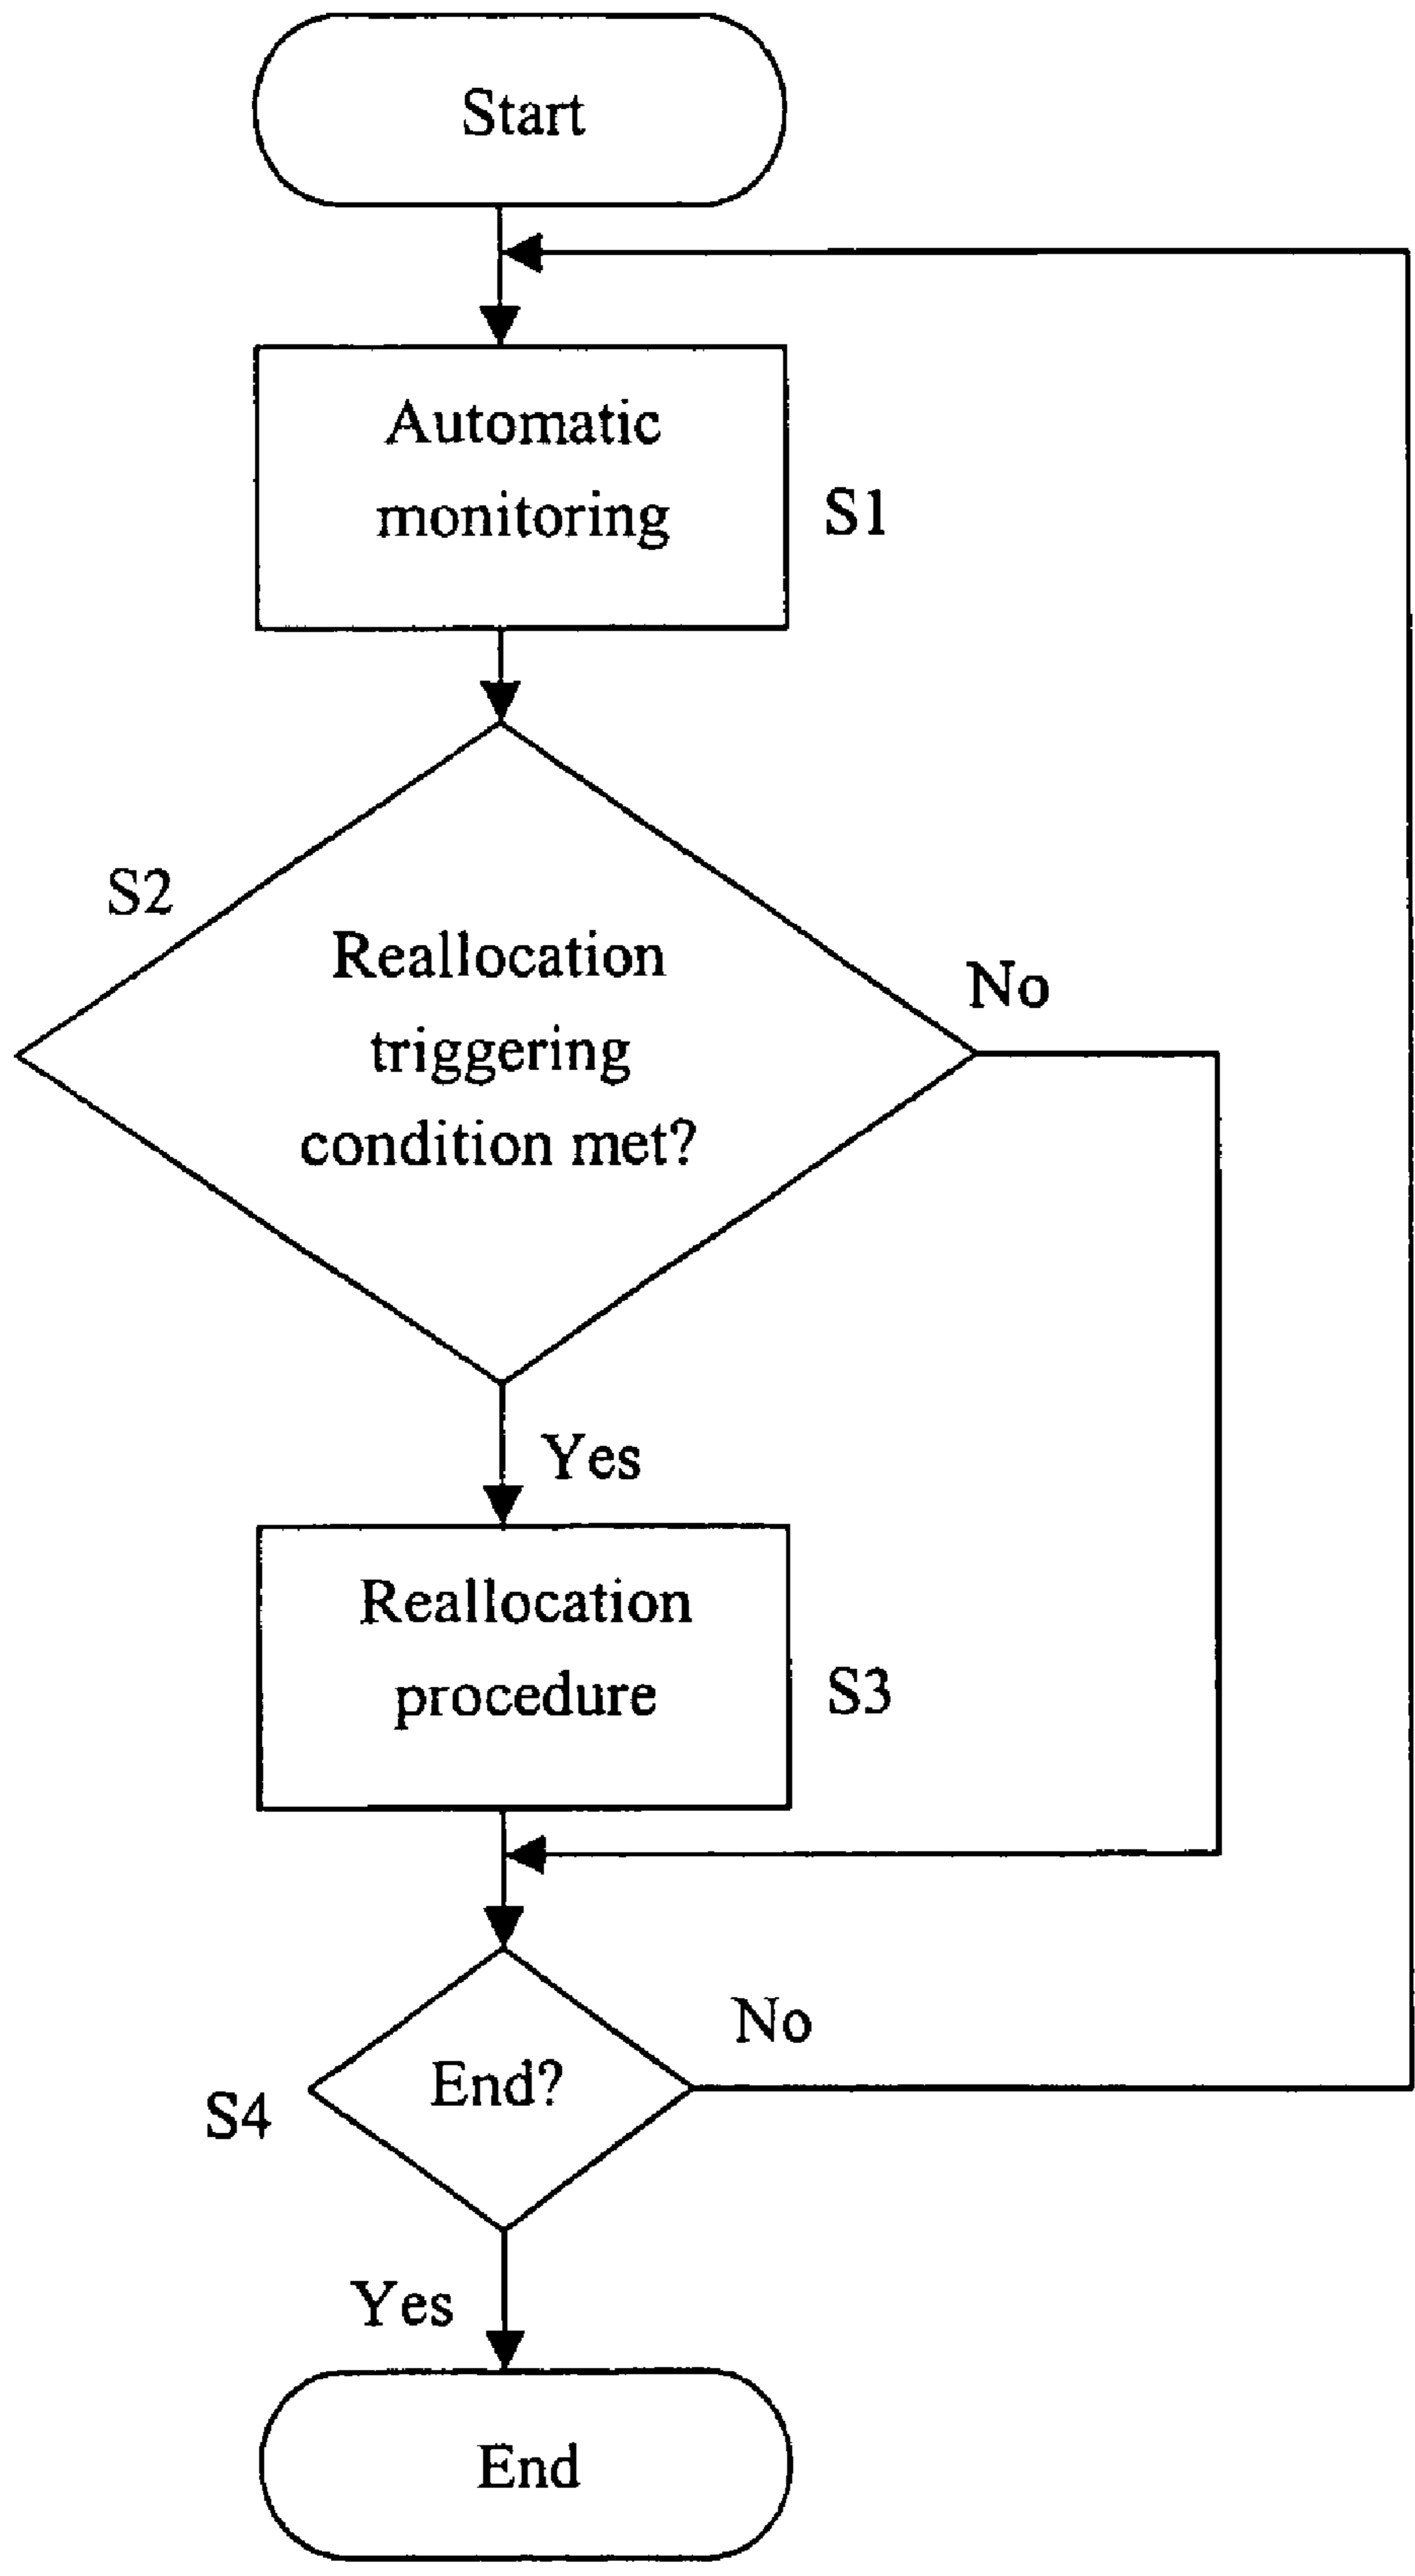 Start
Automatic
monitoring
S1
S2
Reallocation
triggering
condition met?
No
Yes
Reallocation
procedure
S3
No
End?
S4
Yes
End